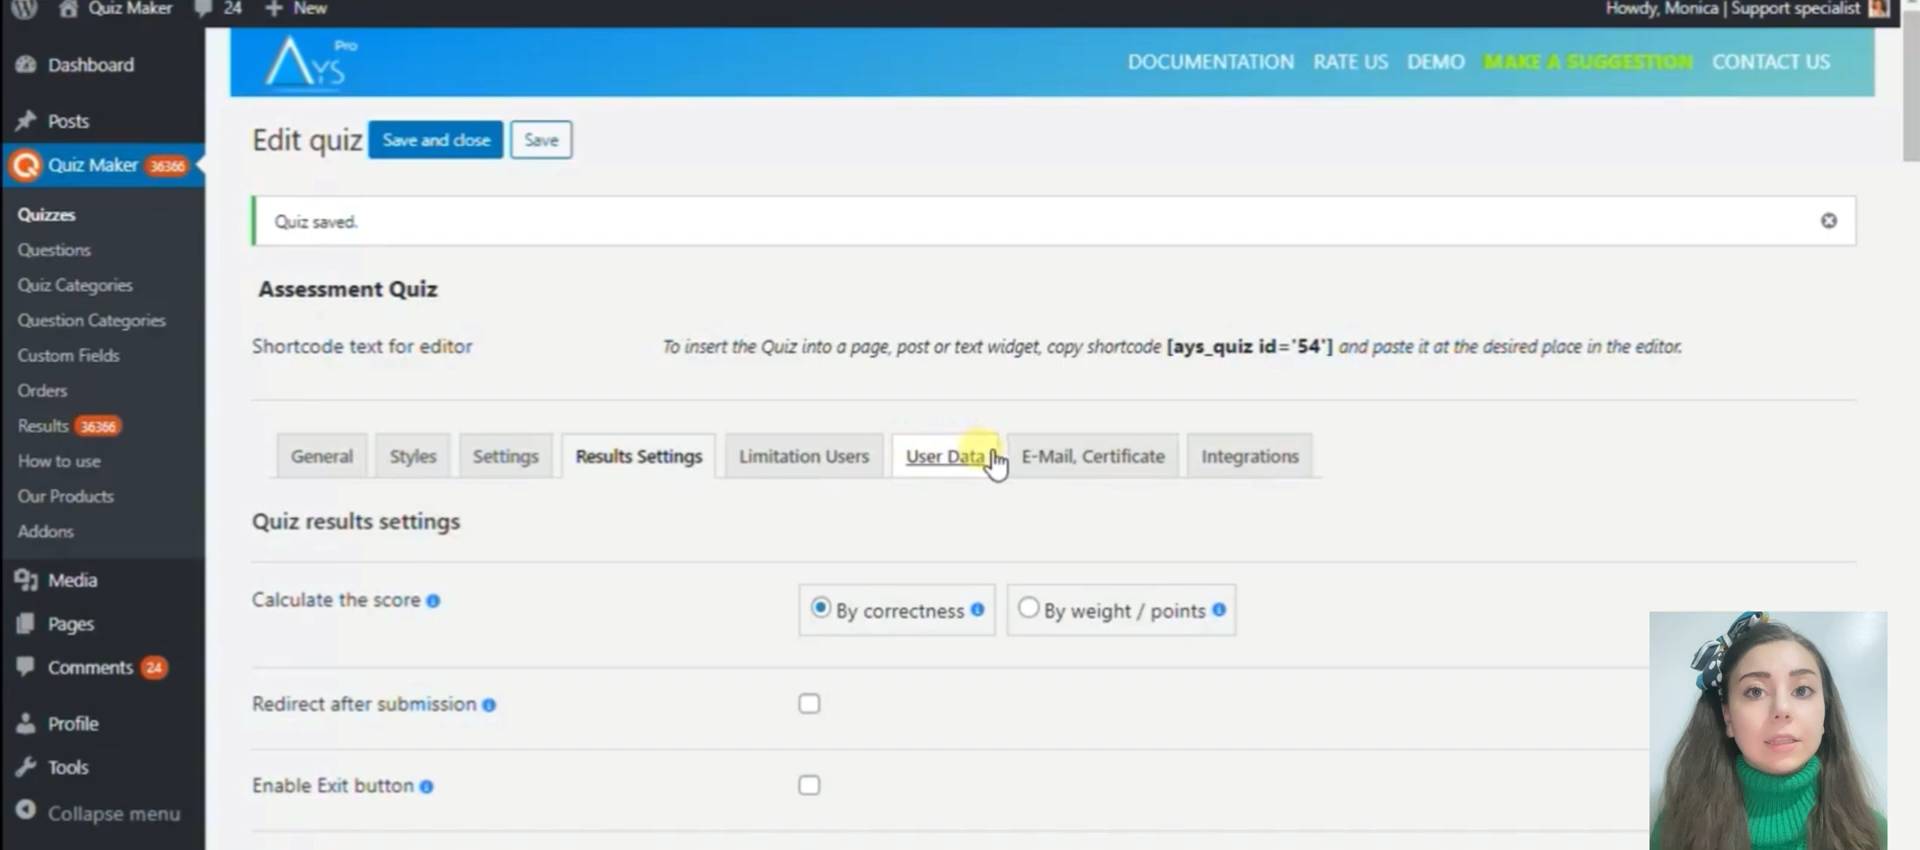 Quiz Maker 24 New
Howdy, Monica | Support specialist
AYS Pro
DOCUMENTATION RATE US DEMO MAKE A SUGGESTION CONTACT US
Dashboard
Posts
Quiz Maker 36366
Quizzes
Questions
Quiz Categories
Question Categories
Custom Fields
Orders
Results 36366
How to use
Our Products
Addons
Media
Pages
Comments 24
Profile
Tools
Collapse menu
Edit quiz Save and close Save
Quiz saved.
Assessment Quiz
Shortcode text for editor To insert the Quiz into a page, post or text widget, copy shortcode [ays_quiz id='54'] and paste it at the desired place in the editor.
General Styles Settings Results Settings Limitation Users User Data E-Mail, Certificate Integrations
Quiz results settings
Calculate the score By correctness By weight / points
Redirect after submission
Enable Exit button